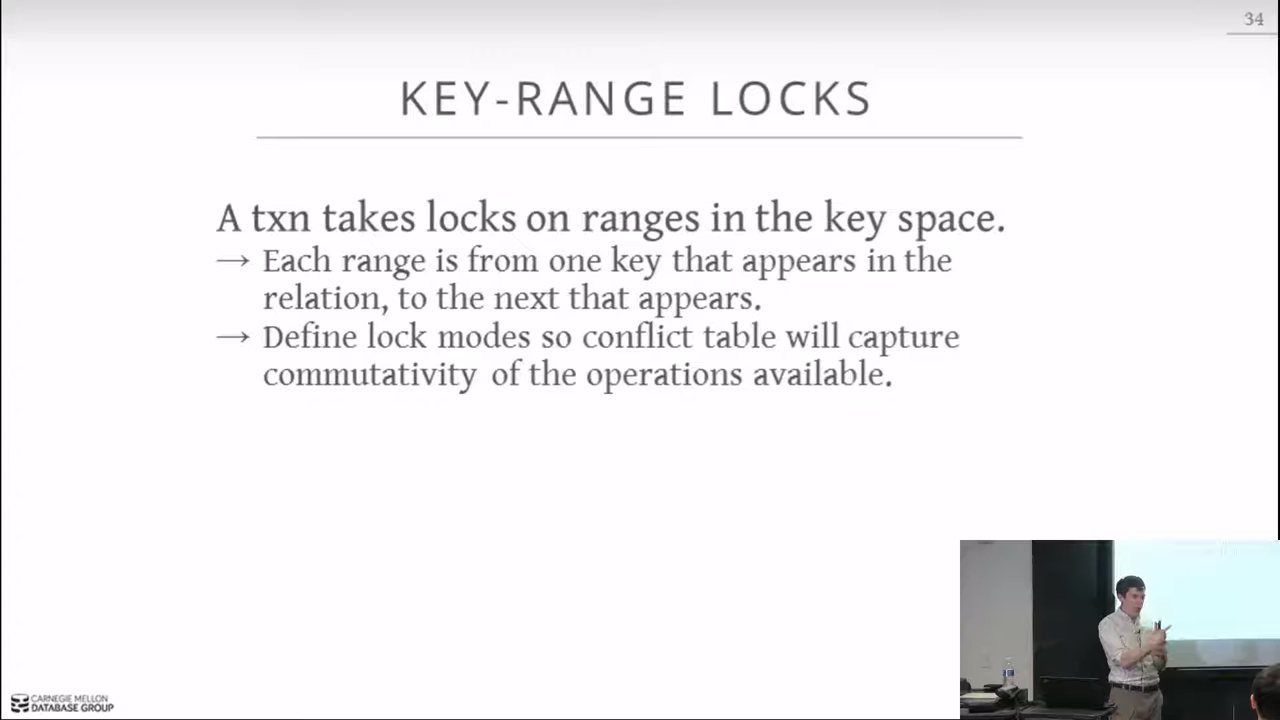 34
KEY-RANGE LOCKS
A txn takes locks on ranges in the key space.
→ Each range is from one key that appears in the
relation, to the next that appears.
→ Define lock modes so conflict table will capture
commutativity of the operations available.
CARNEGIE MELLON
DATABASE GROUP